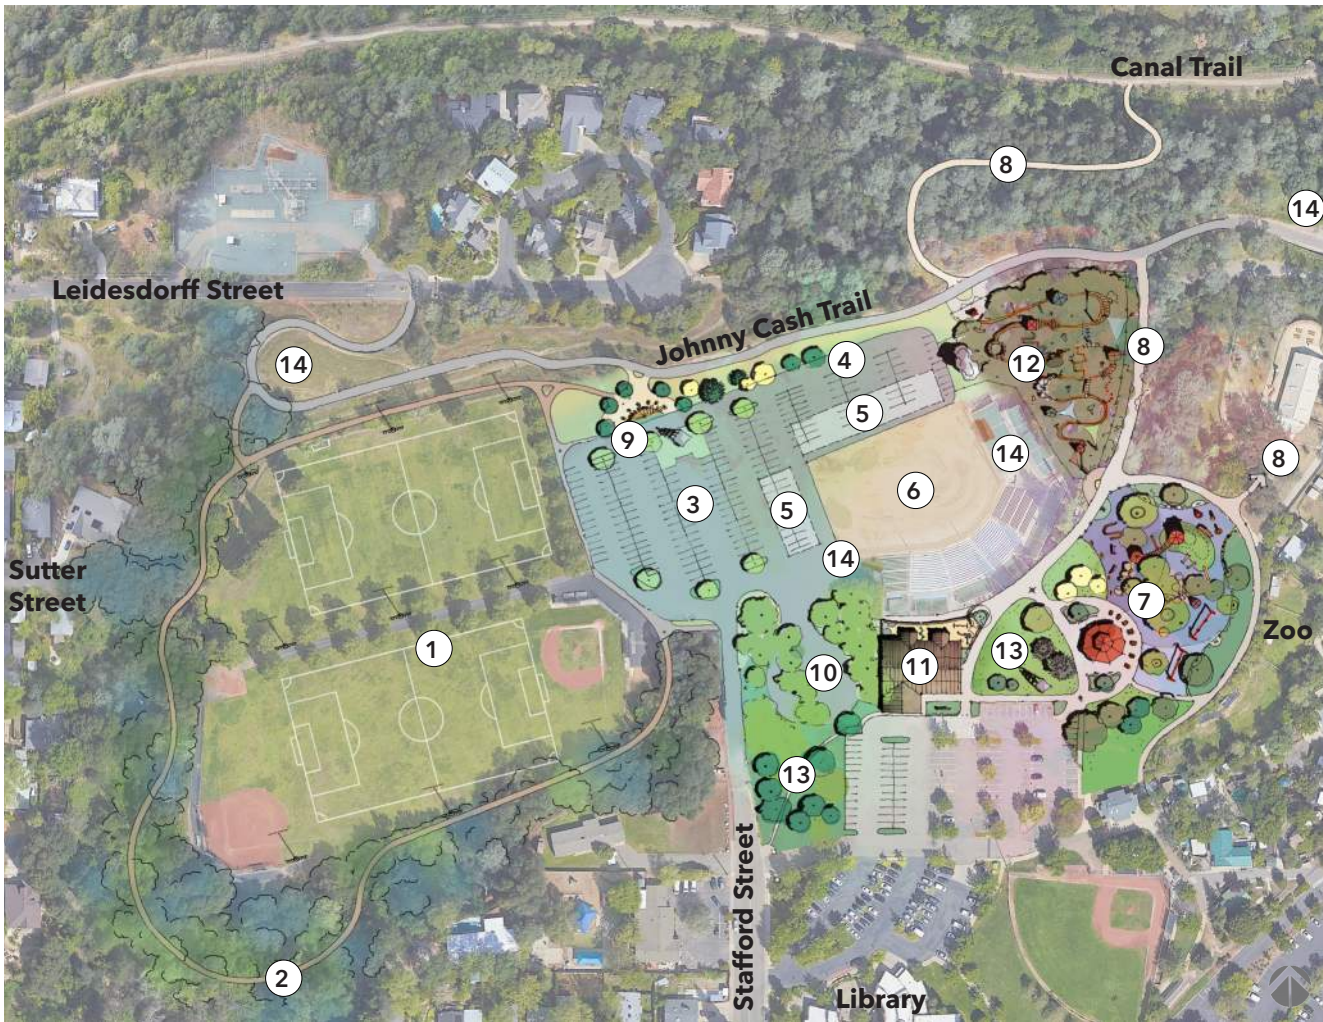 Canal Trail
8
14
Leidesdorff Street
Johnny Cash Trail
14
4
12
8
5
9
14
8
3
6
5
14
Sutter
Street
7
Zoo
1
11
13
10
13
Stafford Street
2
Library